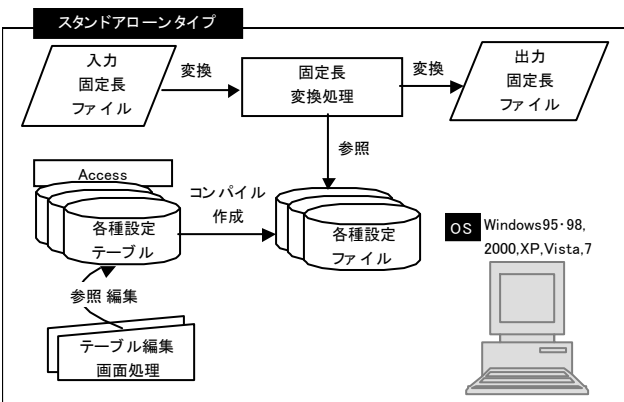 スタンドアローンタイプ
入力
固定長
ファイル
変換
固定長
変換処理
変換
出力
固定長
ファイル
参照
Access
各種設定
テーブル
コンパイル
作成
各種設定
ファイル
OS
Windows95・98,
2000,XP,Vista,7
参照 編集
テーブル編集
画面処理